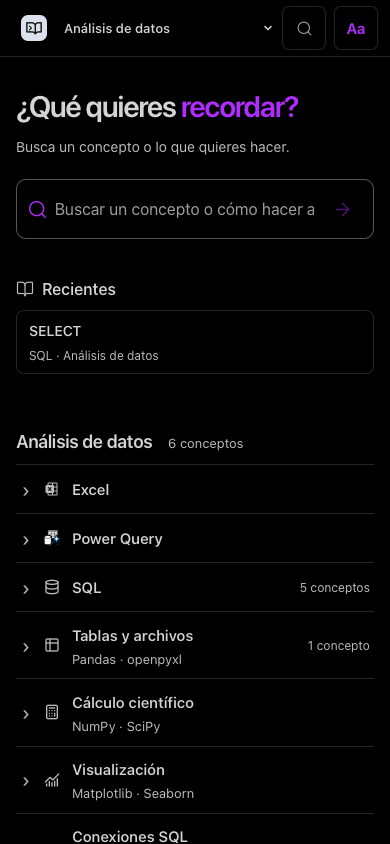 Análisis de datos
Aa
¿Qué quieres recordar?
Busca un concepto o lo que quieres hacer.
Buscar un concepto o cómo hacer a
Recientes
SELECT
SQL · Análisis de datos
Análisis de datos 6 conceptos
Excel
Power Query
SQL 5 conceptos
Tablas y archivos
1 concepto
Pandas · openpyxl
Cálculo científico
NumPy · SciPy
Visualización
Matplotlib · Seaborn
Conexiones SQL